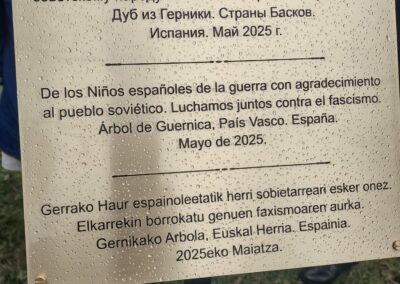 Дуб из Герники. Страны Басков.
Испания. Май 2025 г.
De los Niños españoles de la guerra con agradecimiento
al pueblo soviético. Luchamos juntos contra el fascismo.
Árbol de Guernica, País Vasco. España.
Mayo de 2025.
Gerrako Haur espainoleetatik herri sobietarreari esker onez.
Elkarrekin borrokatu genuen faxismoaren aurka.
Gernikako Arbola, Euskal Herria. Espainia.
2025eko Maiatza.